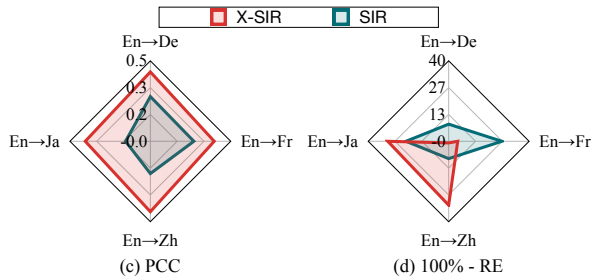 X-SIR SIR
En→De En→De
0.5 40
0.3 27
0.2 13
En→Ja -0.0 En→Fr En→Ja -0 En→Fr
En→Zh En→Zh
(c) PCC (d) 100% - RE